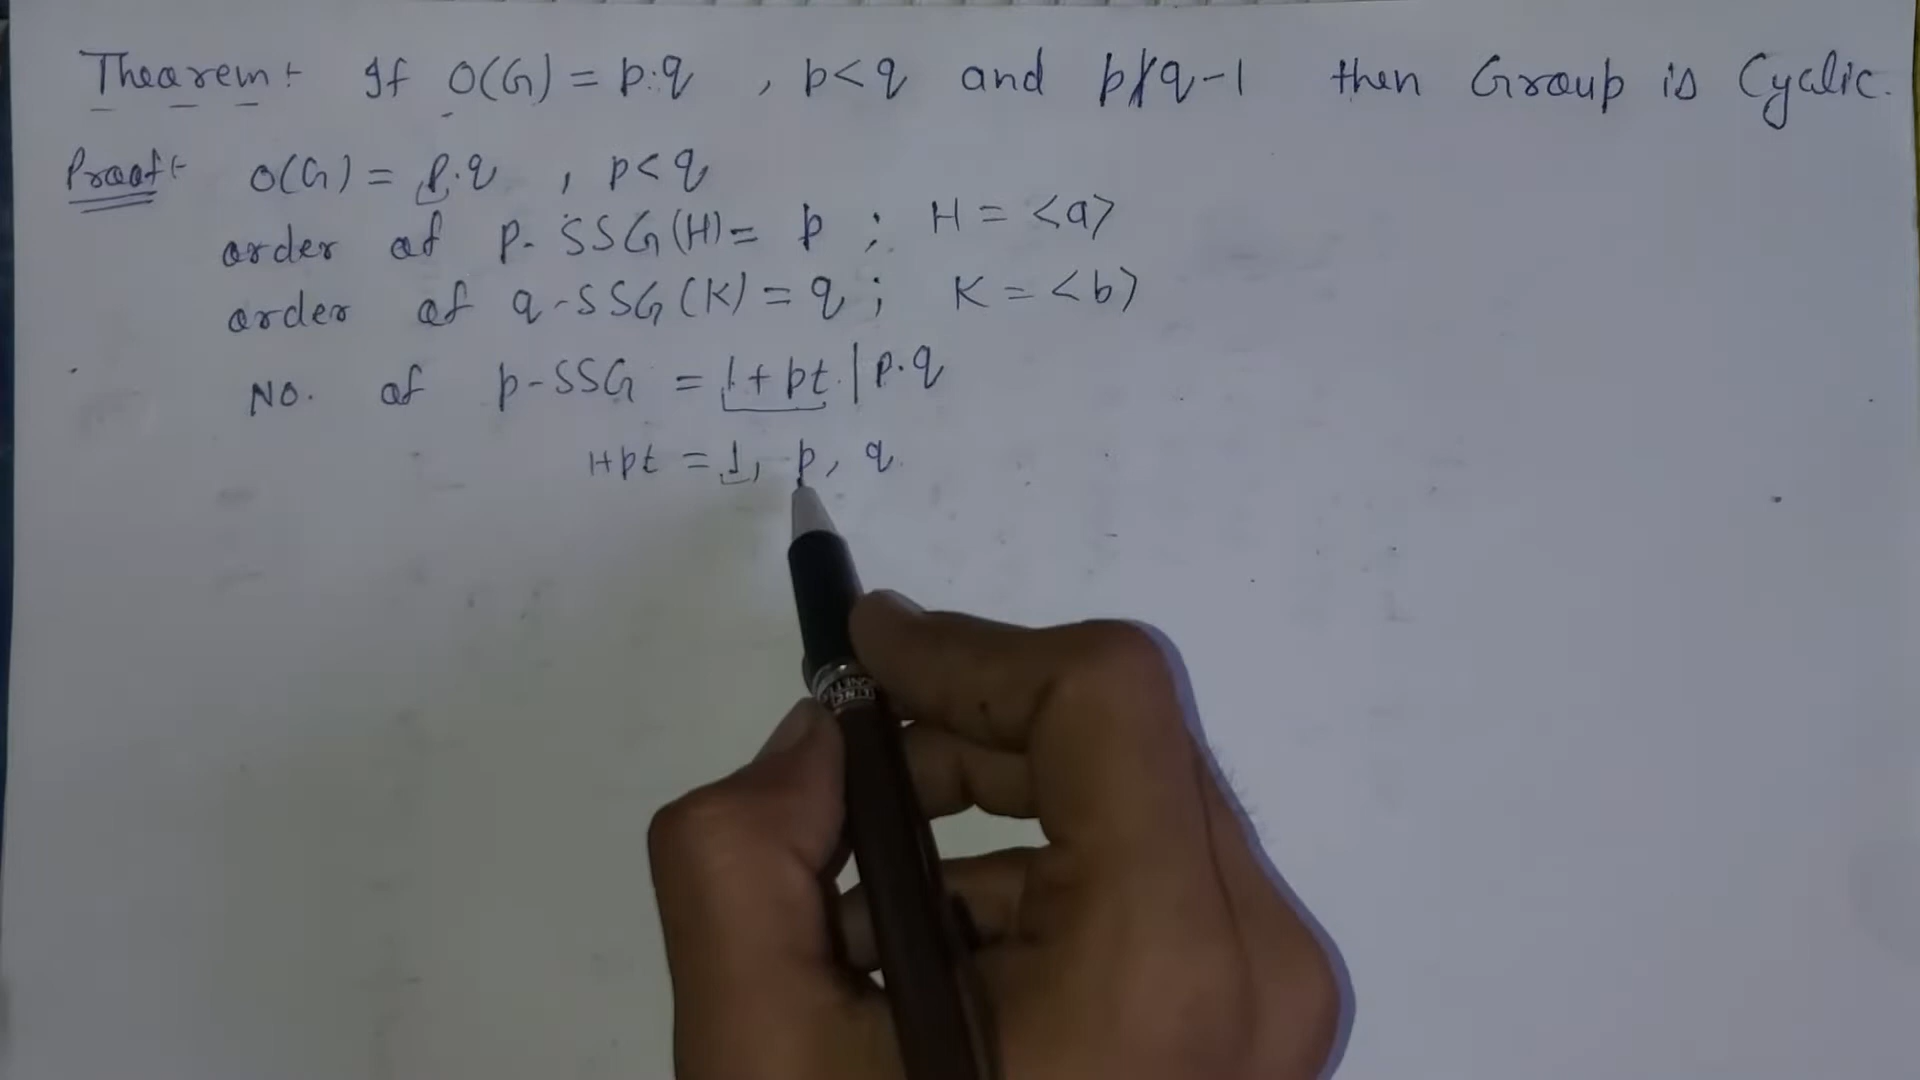 Theorem:- If O(G) = p.q , p<q and p∤q-1 then Group is Cyclic.
Proof:- O(G) = p.q , p<q
order of p-SSG(H) = p ; H = <a>
order of q-SSG(K) = q ; K = <b>
No. of p-SSG = 1+pt | p.q
1+pt = 1, p, q